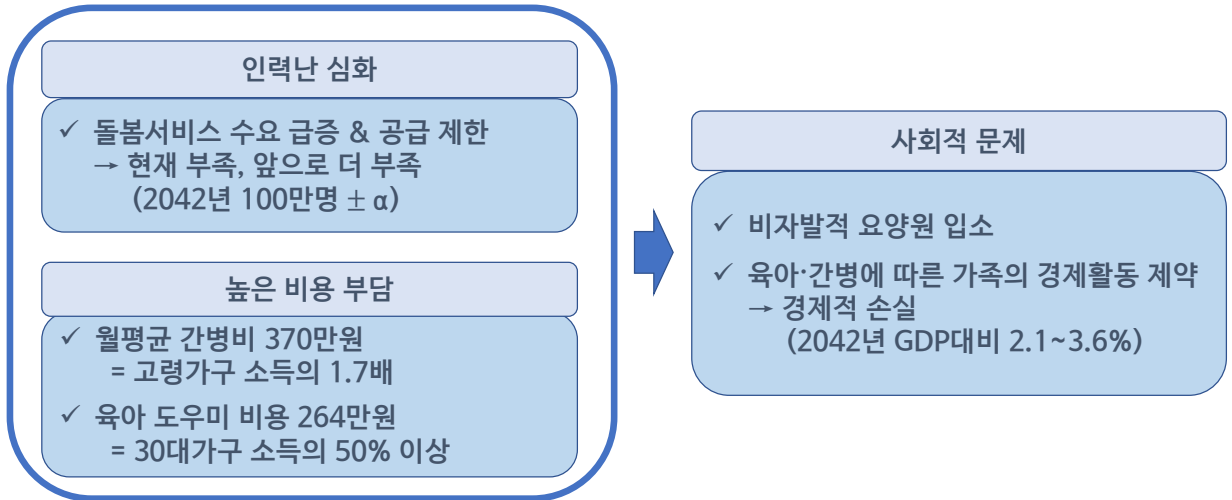 인력난 심화
✓ 돌봄서비스 수요 급증 & 공급 제한
→ 현재 부족, 앞으로 더 부족
(2042년 100만명 ± α)
높은 비용 부담
✓ 월평균 간병비 370만원
= 고령가구 소득의 1.7배
✓ 육아 도우미 비용 264만원
= 30대가구 소득의 50% 이상
사회적 문제
✓ 비자발적 요양원 입소
✓ 육아·간병에 따른 가족의 경제활동 제약
→ 경제적 손실
(2042년 GDP대비 2.1~3.6%)